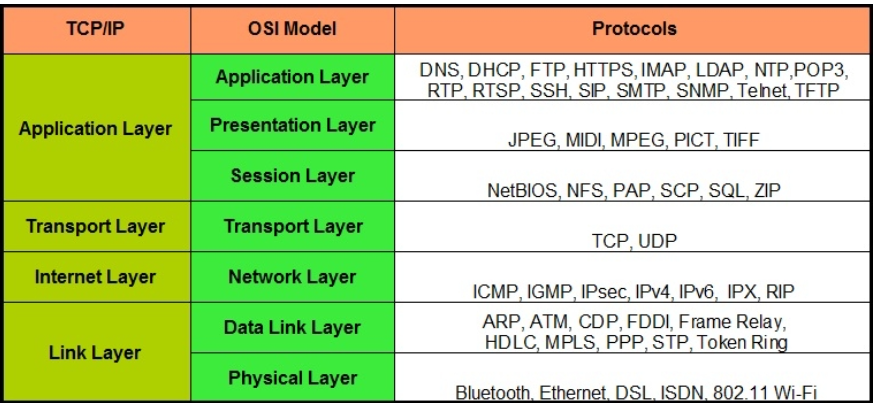 TCP/IP OSI Model Protocols
Application Layer
Application Layer
DNS, DHCP, FTP, HTTPS, IMAP, LDAP, NTP,POP3,
RTP, RTSP, SSH, SIP, SMTP, SNMP, Telnet, TFTP
Presentation Layer
JPEG, MIDI, MPEG, PICT, TIFF
Session Layer
NetBIOS, NFS, PAP, SCP, SQL, ZIP
Transport Layer
Transport Layer
TCP, UDP
Internet Layer
Network Layer
ICMP, IGMP, IPsec, IPv4, IPv6, IPX, RIP
Link Layer
Data Link Layer
ARP, ATM, CDP, FDDI, Frame Relay,
HDLC, MPLS, PPP, STP, Token Ring
Physical Layer
Bluetooth, Ethernet, DSL, ISDN, 802.11 Wi-Fi